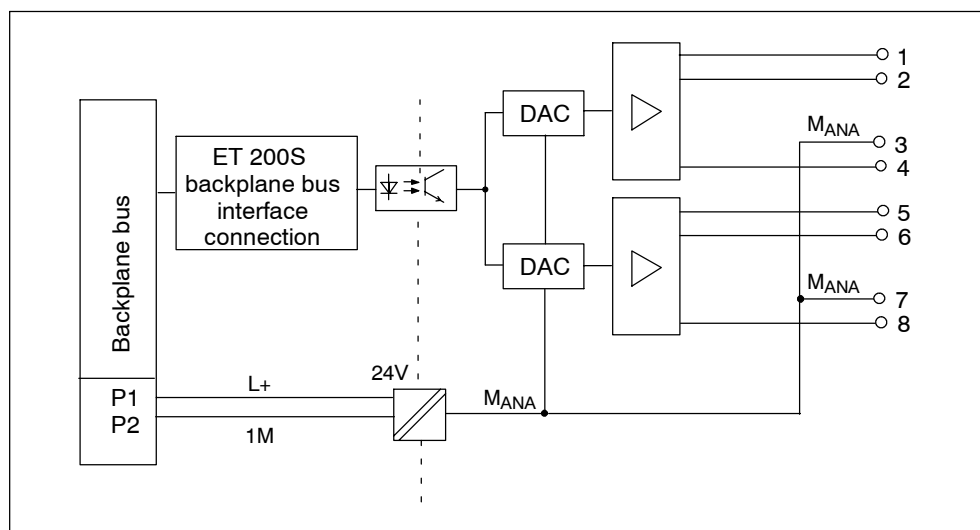 Backplane bus
P1
P2
ET 200S
backplane bus
interface
connection
L+
1M
24V
DAC
DAC
MANA
1
2
MANA
3
4
5
6
MANA
7
8